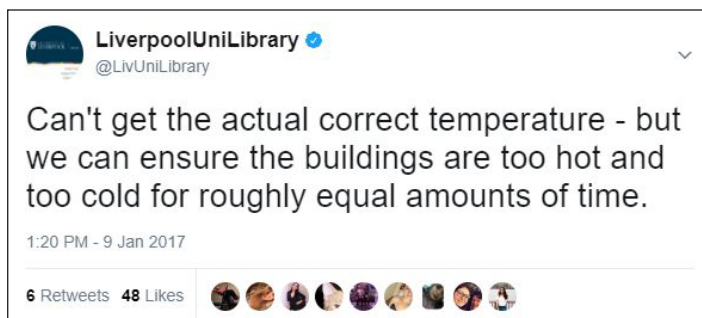 LiverpoolUniLibrary
@LivUniLibrary
Can't get the actual correct temperature - but
we can ensure the buildings are too hot and
too cold for roughly equal amounts of time.
1:20 PM - 9 Jan 2017
6 Retweets 48 Likes